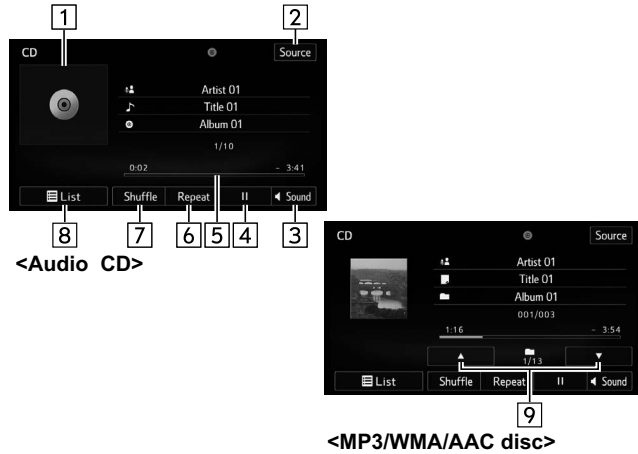 1 2
CD Source
Artist 01
Title 01
Album 01
1/10
0:02 - 3:41
List Shuffle Repeat II Sound
8 7 6 5 4 3
<Audio CD>
CD Source
Artist 01
Title 01
Album 01
001/003
1:16 - 3:54
▲ 1/13 ▼
List Shuffle Repeat II Sound
9
<MP3/WMA/AAC disc>